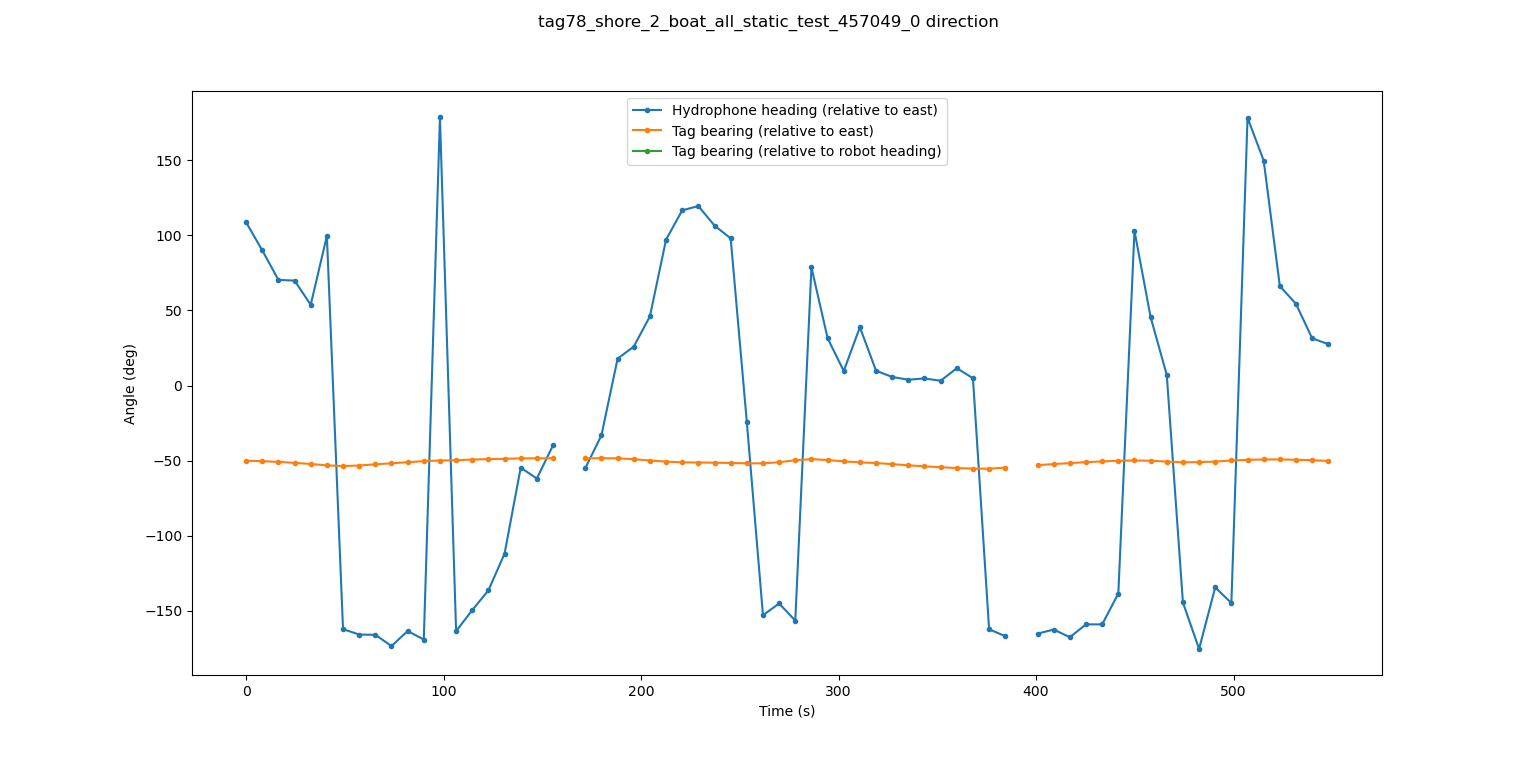 tag78_shore_2_boat_all_static_test_457049_0 direction
Hydrophone heading (relative to east)
Tag bearing (relative to east)
Tag bearing (relative to robot heading)
150
100
50
0
−50
−100
−150
Angle (deg)
0 100 200 300 400 500
Time (s)